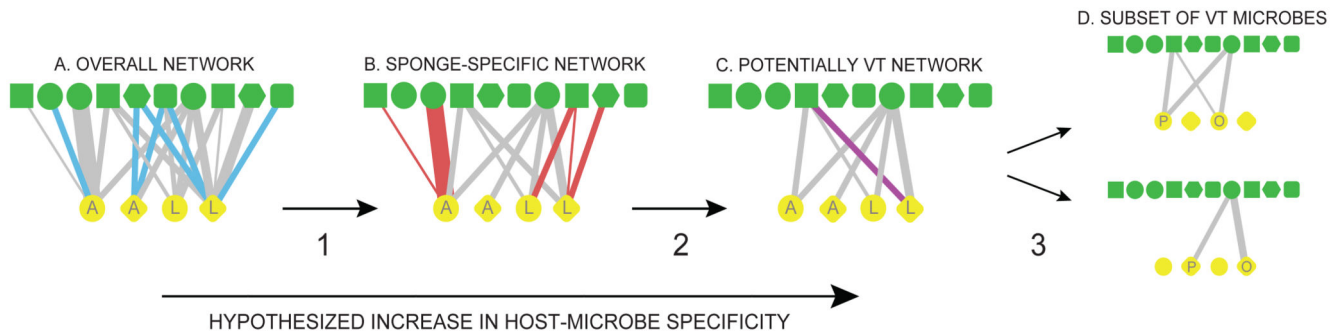 D. SUBSET OF VT MICROBES
A. OVERALL NETWORK
B. SPONGE-SPECIFIC NETWORK
C. POTENTIALLY VT NETWORK
P O
A A L L
A A L L
A A L L
1
2
3
P O
HYPOTHESIZED INCREASE IN HOST-MICROBE SPECIFICITY